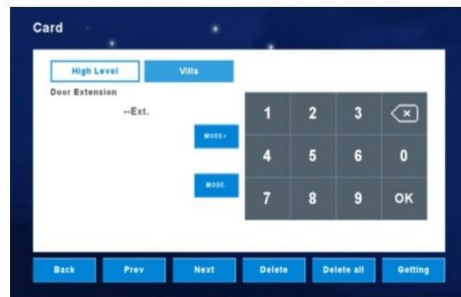 Card
High Level Villa
Door Extension
--Ext.
MODE+
MODE-
1 2 3
4 5 6 0
7 8 9 OK
Back Prev Next Delete Delete all Getting